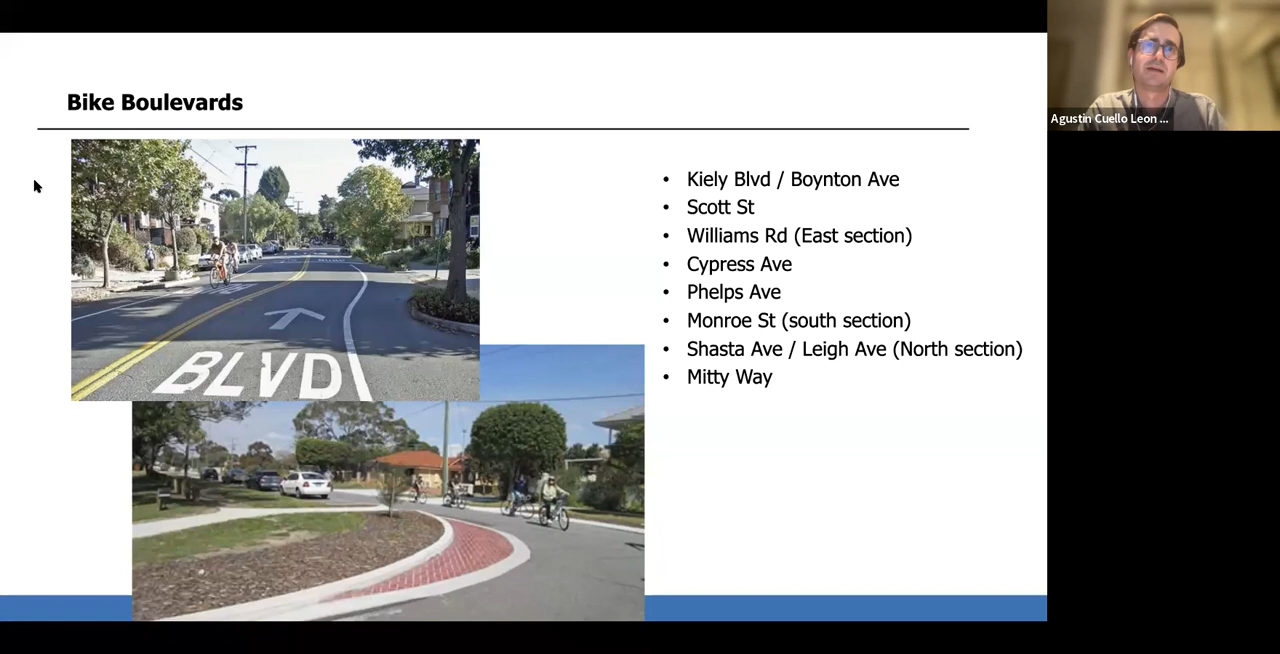 Bike Boulevards
BLVD
• Kiely Blvd / Boynton Ave
• Scott St
• Williams Rd (East section)
• Cypress Ave
• Phelps Ave
• Monroe St (south section)
• Shasta Ave / Leigh Ave (North section)
• Mitty Way
Agustin Cuello Leon ...